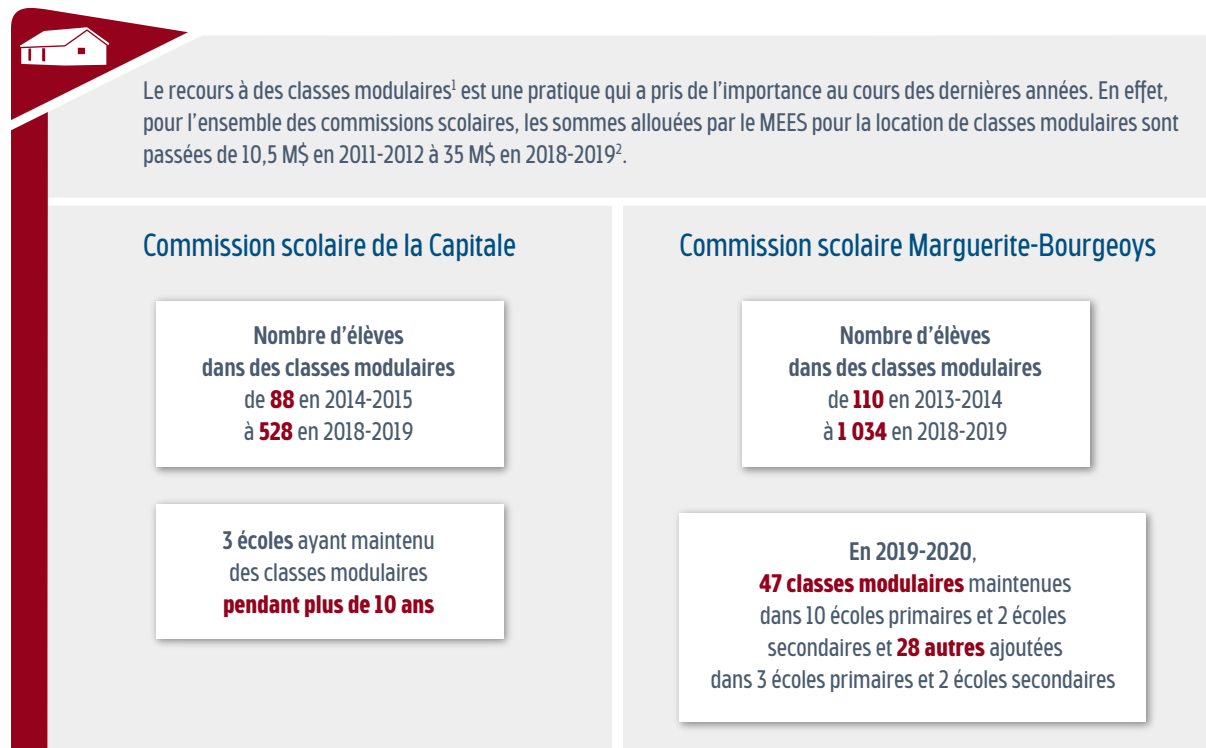 Le recours à des classes modulaires¹ est une pratique qui a pris de l'importance au cours des dernières années. En effet,
pour l'ensemble des commissions scolaires, les sommes allouées par le MEES pour la location de classes modulaires sont
passées de 10,5 M$ en 2011-2012 à 35 M$ en 2018-2019².
Commission scolaire de la Capitale
Nombre d'élèves
dans des classes modulaires
de 88 en 2014-2015
à 528 en 2018-2019
3 écoles ayant maintenu
des classes modulaires
pendant plus de 10 ans
Commission scolaire Marguerite-Bourgeoys
Nombre d'élèves
dans des classes modulaires
de 110 en 2013-2014
à 1 034 en 2018-2019
En 2019-2020,
47 classes modulaires maintenues
dans 10 écoles primaires et 2 écoles
secondaires et 28 autres ajoutées
dans 3 écoles primaires et 2 écoles secondaires